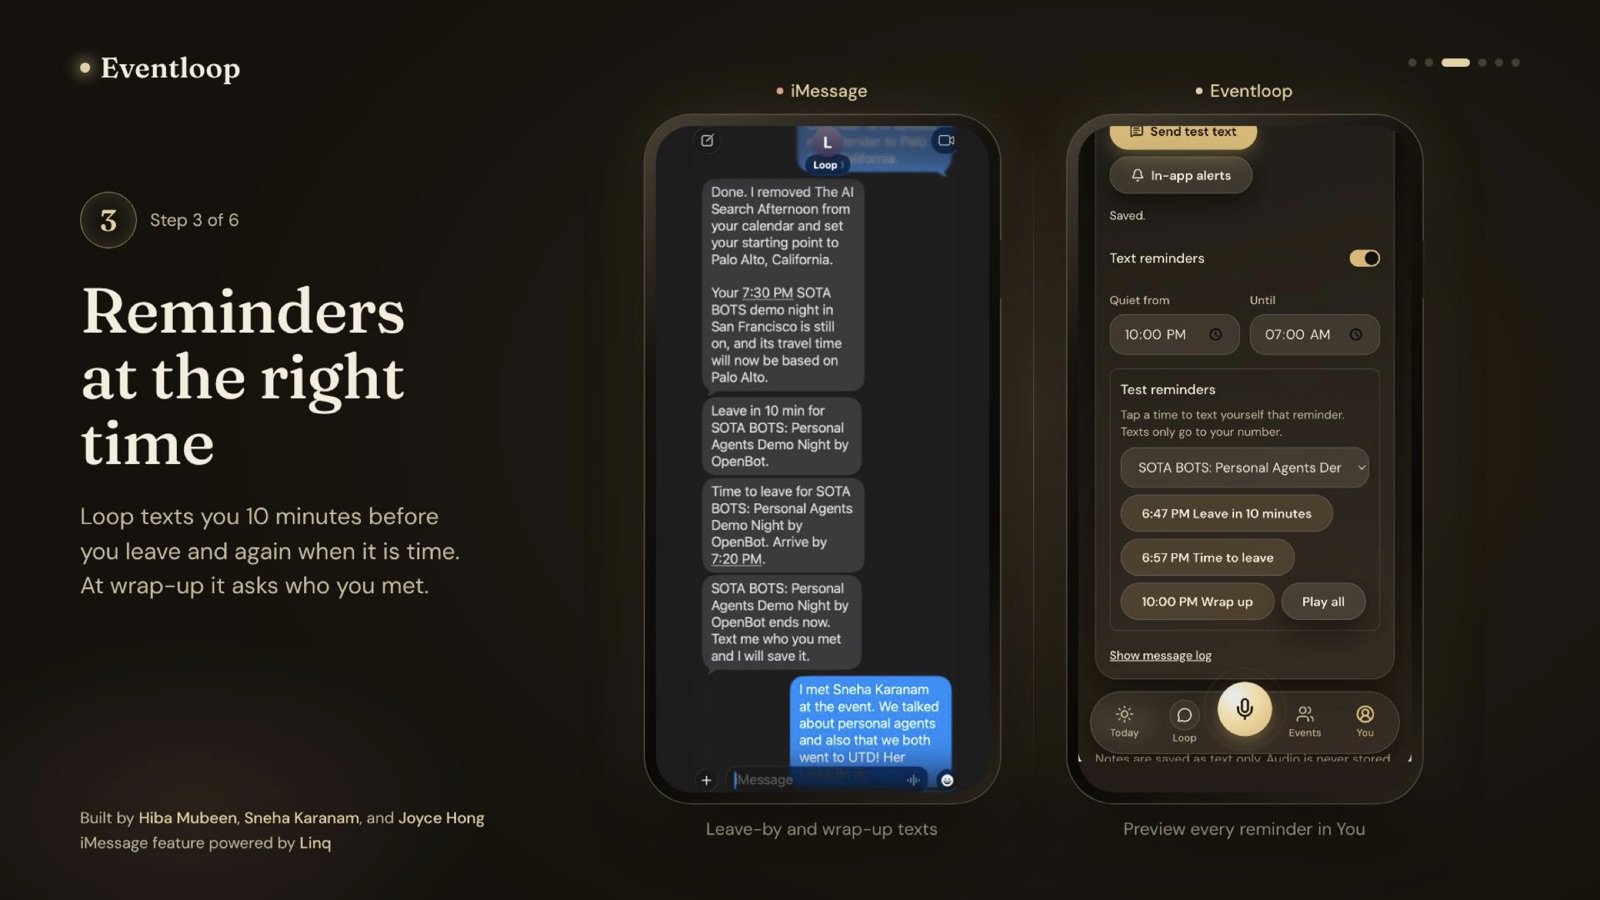 Eventloop
3
Step 3 of 6
Reminders
at the right
time
Loop texts you 10 minutes before
you leave and again when it is time.
At wrap-up it asks who you met.
Built by Hiba Mubeen, Sneha Karanam, and Joyce Hong
iMessage feature powered by Linq
iMessage
L
Loop
Done. I removed The AI
Search Afternoon from
your calendar and set
your starting point to
Palo Alto, California.
Your 7:30 PM SOTA
BOTS demo night in
San Francisco is still
on, and its travel time
will now be based on
Palo Alto.
Leave in 10 min for
SOTA BOTS: Personal
Agents Demo Night by
OpenBot.
Time to leave for SOTA
BOTS: Personal Agents
Demo Night by
OpenBot. Arrive by
7:20 PM.
SOTA BOTS: Personal
Agents Demo Night by
OpenBot ends now.
Text me who you met
and I will save it.
I met Sneha Karanam
at the event. We talked
about personal agents
and also that we both
went to UTD! Her
iMessage
Leave-by and wrap-up texts
Eventloop
Send test text
In-app alerts
Saved.
Text reminders
Quiet from
Until
10:00 PM
07:00 AM
Test reminders
Tap a time to text yourself that reminder.
Texts only go to your number.
SOTA BOTS: Personal Agents Der
6:47 PM Leave in 10 minutes
6:57 PM Time to leave
10:00 PM Wrap up
Play all
Show message log
Today
Loop
Events
You
Notes are saved as text only. Audio is never stored
Preview every reminder in You